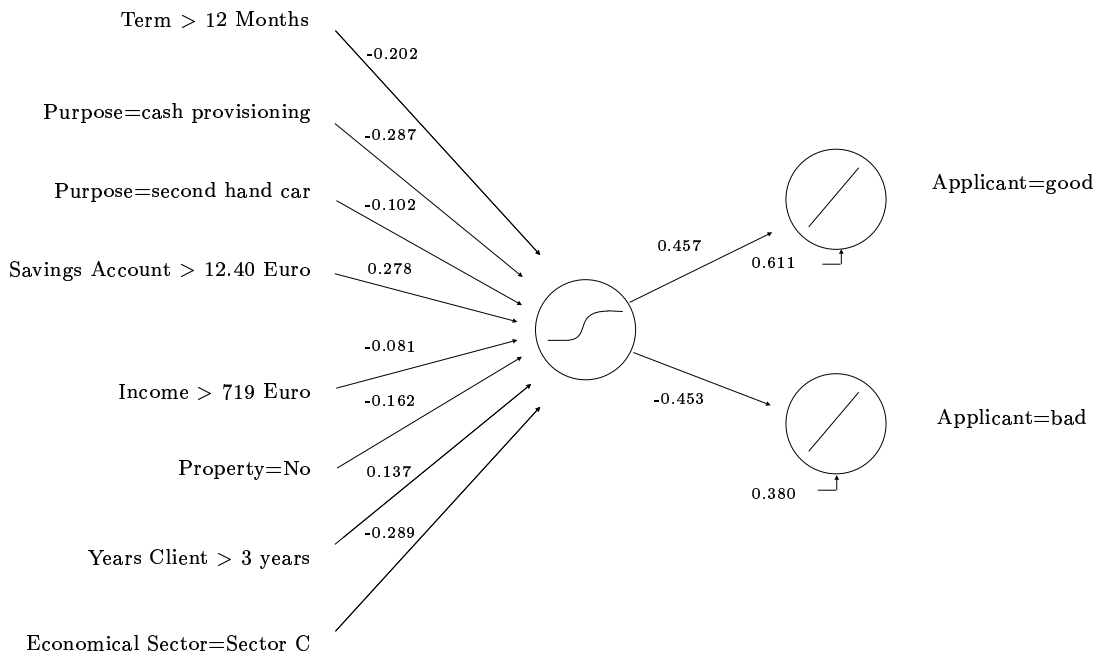 Term > 12 Months
-0.202
Purpose=cash provisioning
-0.287
Purpose=second hand car
-0.102
Savings Account > 12.40 Euro
0.278
-0.081
Income > 719 Euro
-0.162
Property=No
0.137
-0.289
Years Client > 3 years
Economical Sector=Sector C
0.457
-0.453
Applicant=good
0.611
Applicant=bad
0.380